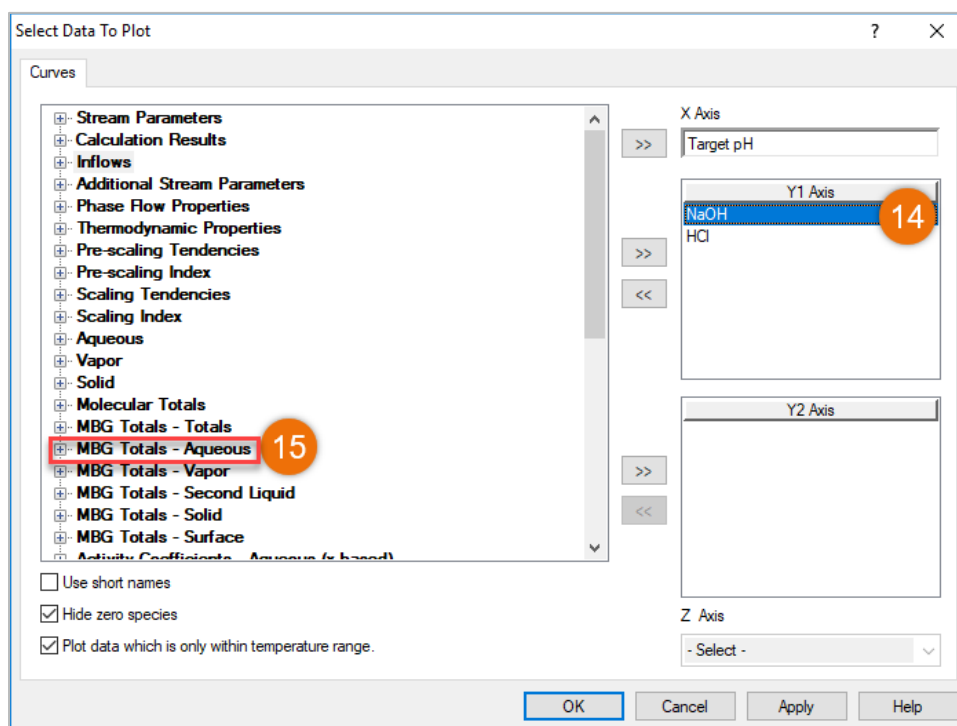 Select Data To Plot
?
Curves
Stream Parameters
Calculation Results
Inflows
Additional Stream Parameters
Phase Flow Properties
Thermodynamic Properties
Pre-scaling Tendencies
Pre-scaling Index
Scaling Tendencies
Scaling Index
Aqueous
Vapor
Solid
Molecular Totals
MBG Totals - Totals
MBG Totals - Aqueous
15
MBG Totals - Vapor
MBG Totals - Second Liquid
MBG Totals - Solid
MBG Totals - Surface
Activity Coefficients - Aqueous (x based)
Use short names
Hide zero species
Plot data which is only within temperature range.
X Axis
>>
Target pH
Y1 Axis
NaOH
14
HCl
>>
<<
Y2 Axis
>>
<<
Z Axis
- Select -
OK
Cancel
Apply
Help